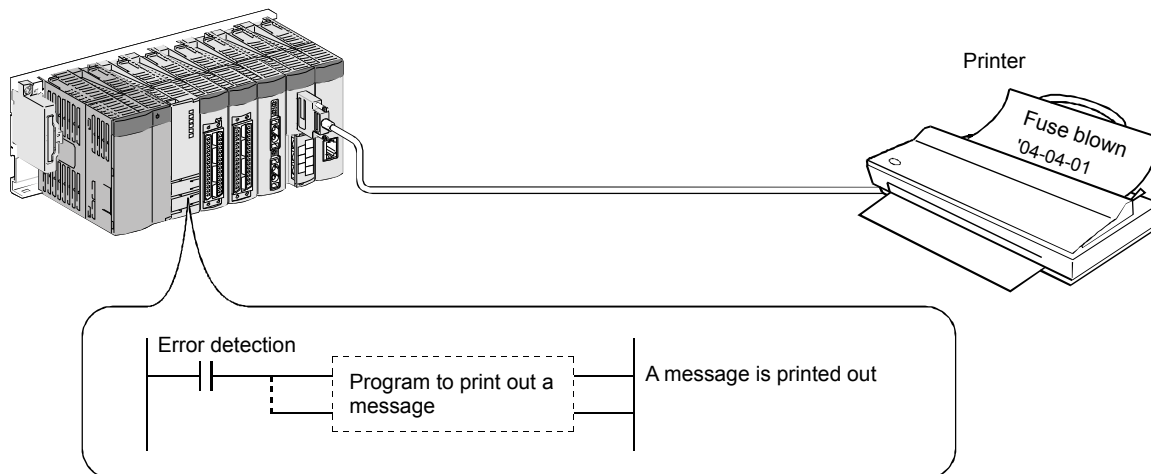 Printer
Fuse blown
'04-04-01
Error detection
Program to print out a
message
A message is printed out